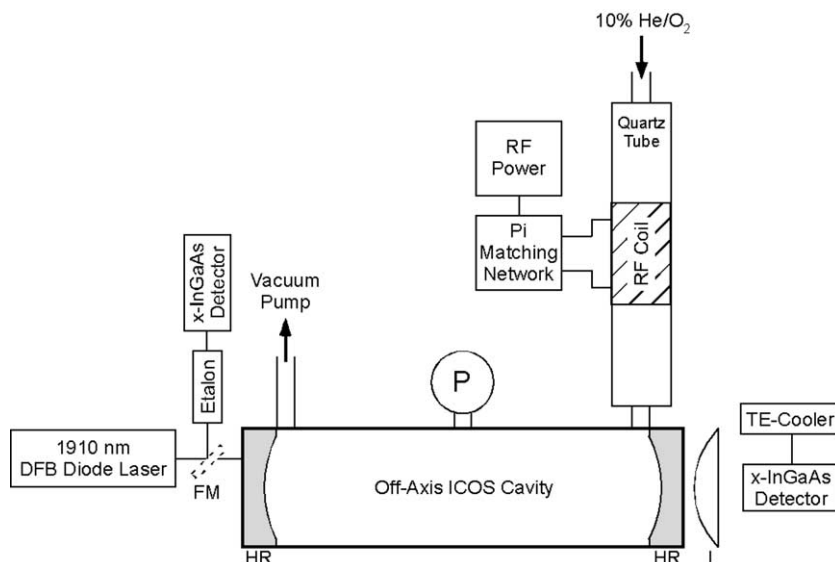 10% He/O₂
Quartz
Tube
RF
Power
Pi
Matching
Network
RF Coil
x-InGaAs
Detector
Vacuum
Pump
Etalon
P
1910 nm
DFB Diode Laser
FM
Off-Axis ICOS Cavity
TE-Cooler
x-InGaAs
Detector
HR
HR